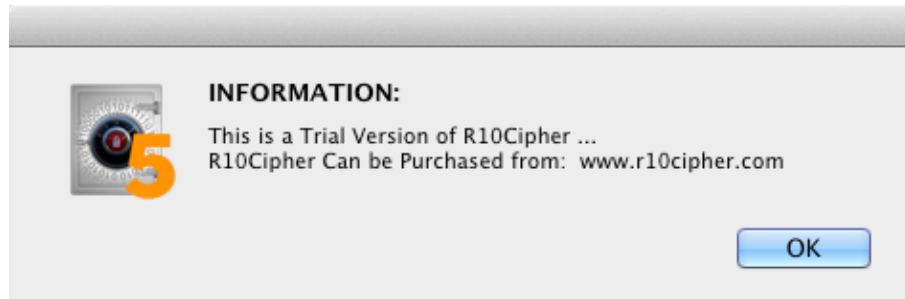 INFORMATION:
This is a Trial Version of R10Cipher ...
R10Cipher Can be Purchased from: www.r10cipher.com
5
OK